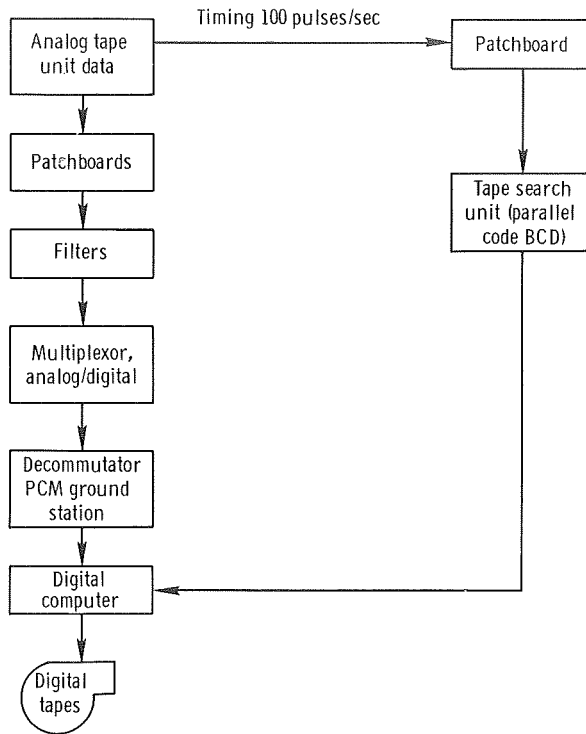 Timing 100 pulses/sec
Analog tape
unit data
Patchboard
Patchboards
Tape search
unit (parallel
code BCD)
Filters
Multiplexor,
analog/digital
Decommutator
PCM ground
station
Digital
computer
Digital
tapes